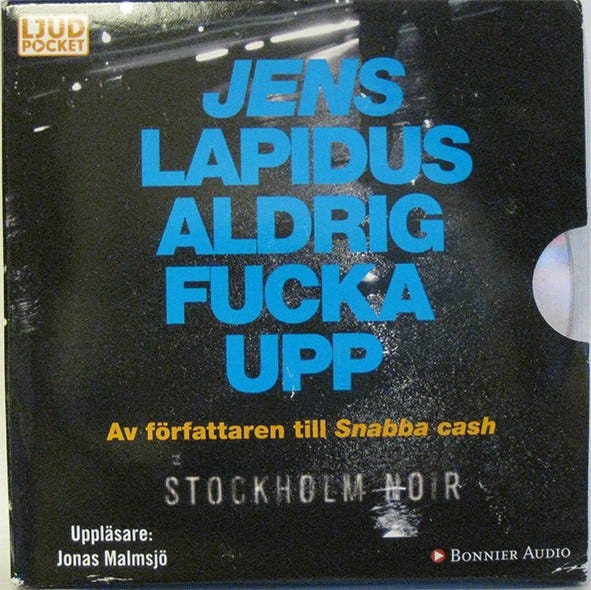 LJUD
POCKET
JENS
LAPIDUS
ALDRIG
FUCKA
UPP
Av författaren till Snabba cash
STOCKHOLM NOIR
Uppläsare:
Jonas Malmsjö
BONNIER AUDIO